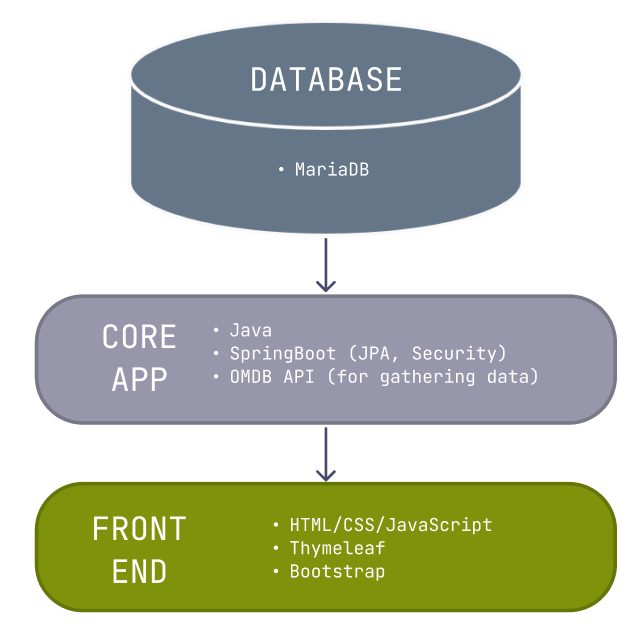 DATABASE
• MariaDB
CORE
APP
• Java
• SpringBoot (JPA, Security)
• OMDB API (for gathering data)
FRONT
END
• HTML/CSS/JavaScript
• Thymeleaf
• Bootstrap